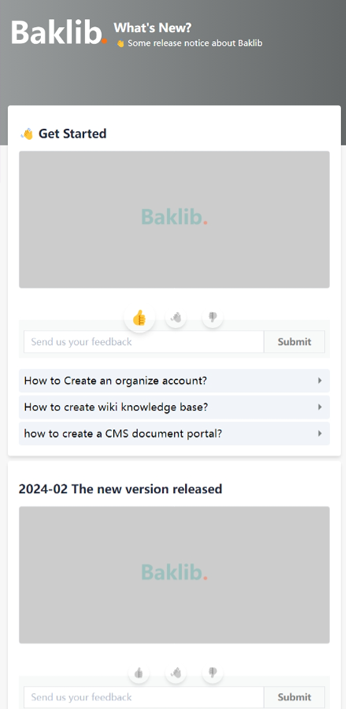 Baklib.
What's New?
👋 Some release notice about Baklib
👋 Get Started
Baklib.
Send us your feedback
Submit
How to Create an organize account?
How to create wiki knowledge base?
how to create a CMS document portal?
2024-02 The new version released
Baklib.
Send us your feedback
Submit